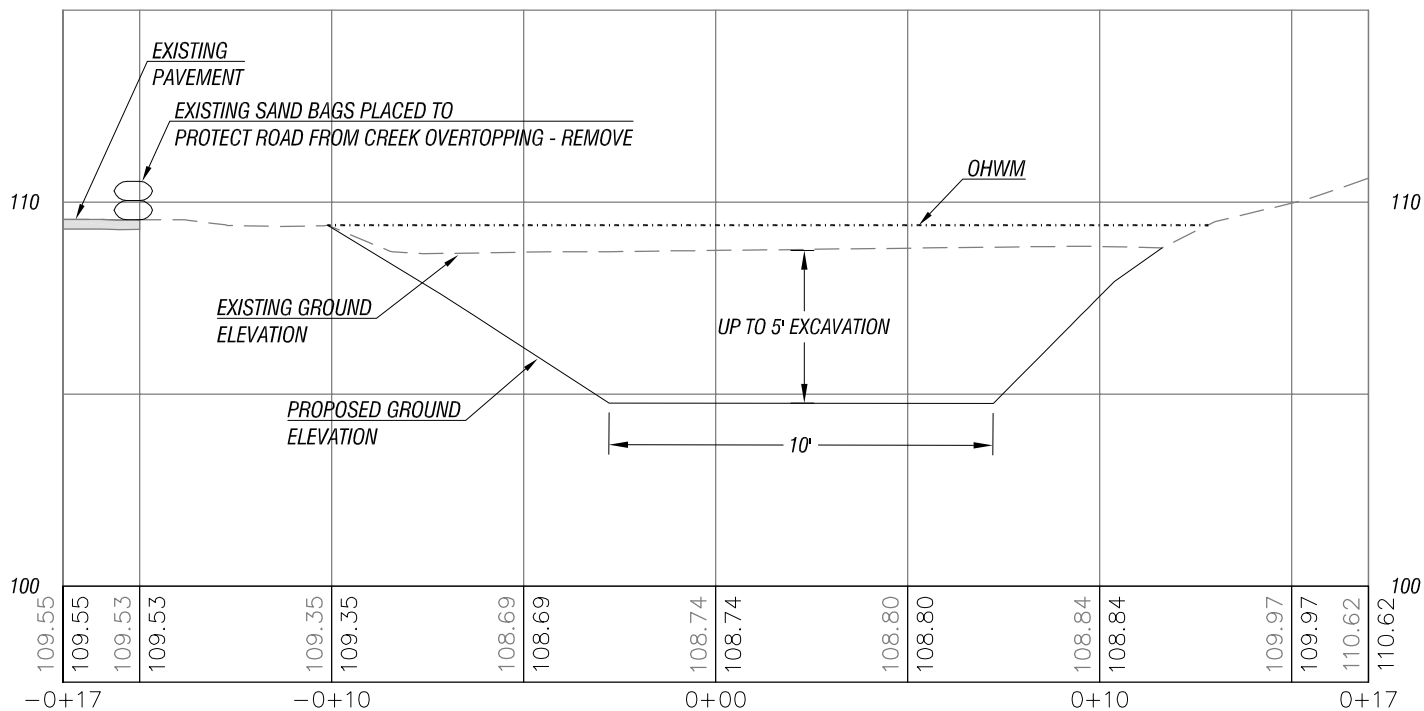 EXISTING
PAVEMENT
EXISTING SAND BAGS PLACED TO
PROTECT ROAD FROM CREEK OVERTOPPING - REMOVE
OHWM
110
110
EXISTING GROUND
ELEVATION
UP TO 5' EXCAVATION
PROPOSED GROUND
ELEVATION
10'
100
100
109.55
109.55
109.53
109.53
109.35
109.35
108.69
108.69
108.74
108.74
108.80
108.80
108.84
108.84
109.97
109.97
110.62
110.62
-0+17
-0+10
0+00
0+10
0+17